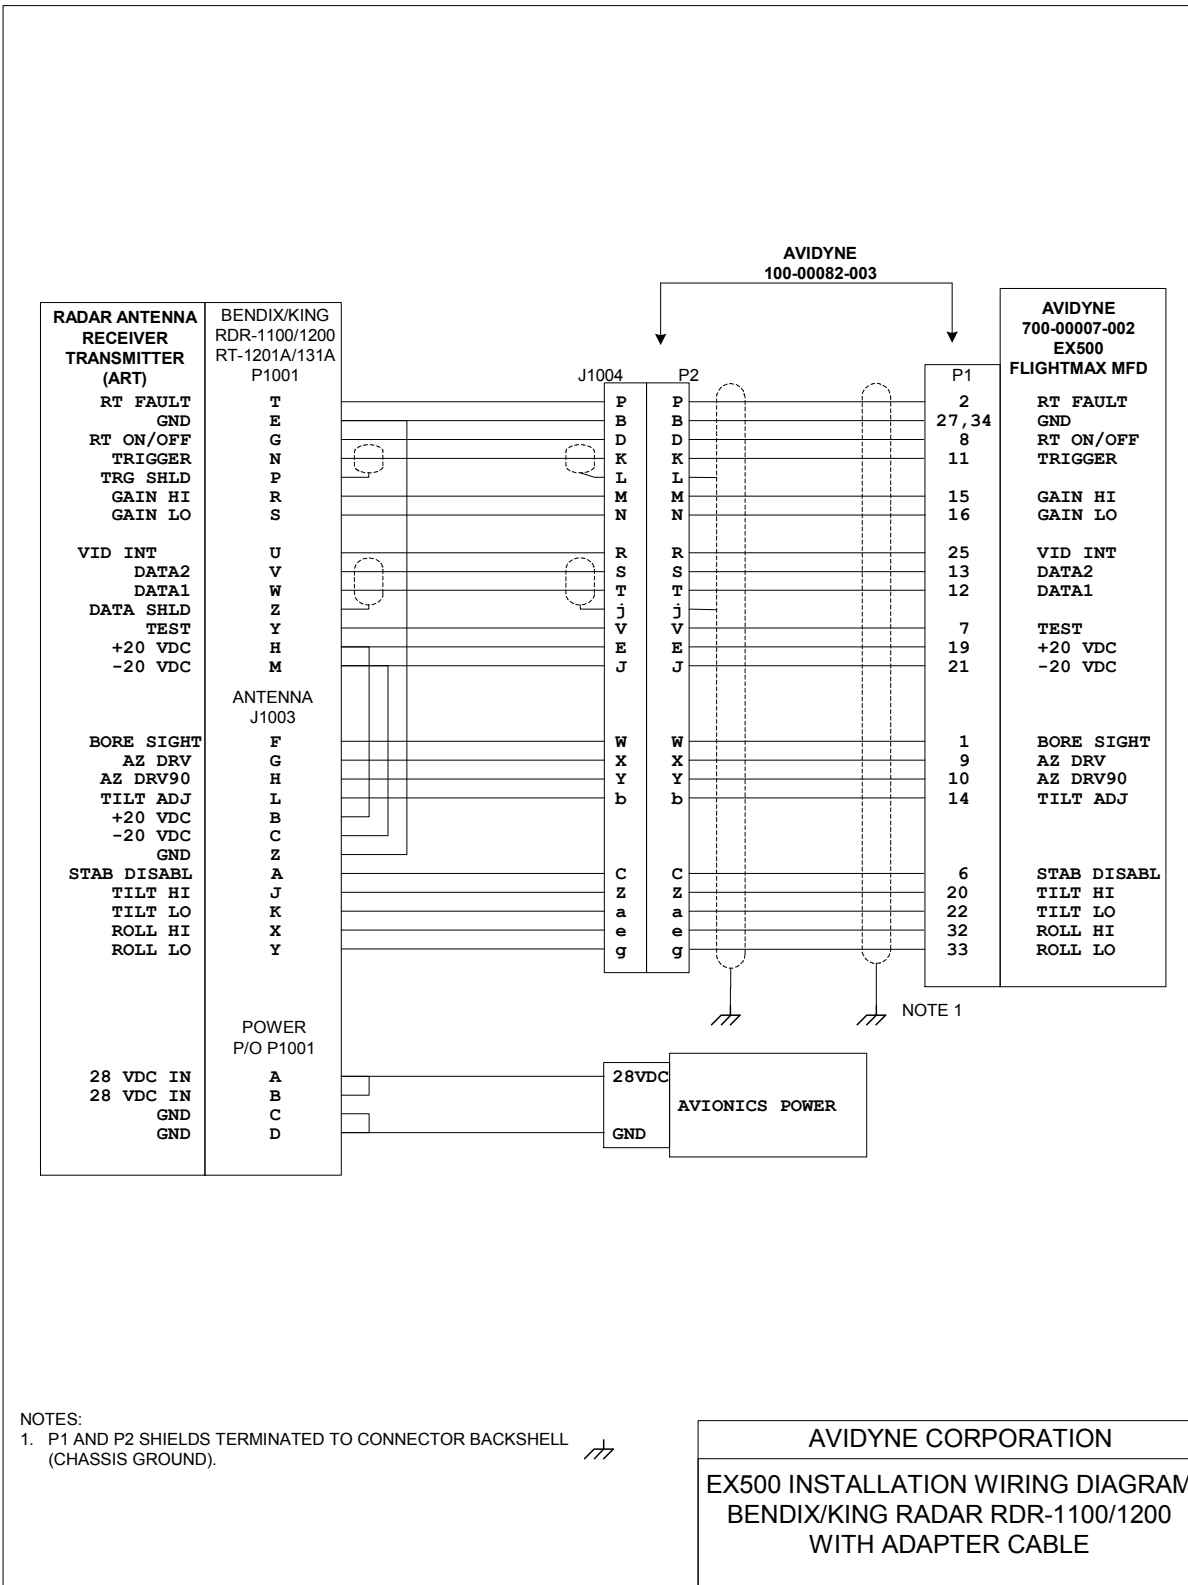 AVIDYNE
100-00082-003
RADAR ANTENNA
RECEIVER
TRANSMITTER
(ART)
BENDIX/KING
RDR-1100/1200
RT-1201A/131A
P1001
J1004 P2
P1
AVIDYNE
700-00007-002
EX500
FLIGHTMAX MFD
RT FAULT T P P 2 RT FAULT
GND E B B 27,34 GND
RT ON/OFF G D D 8 RT ON/OFF
TRIGGER N K K 11 TRIGGER
TRG SHLD P L L
GAIN HI R M M 15 GAIN HI
GAIN LO S N N 16 GAIN LO
VID INT U R R 25 VID INT
DATA2 V S S 13 DATA2
DATA1 W T T 12 DATA1
DATA SHLD Z j j
TEST Y V V 7 TEST
+20 VDC H E E 19 +20 VDC
-20 VDC M J J 21 -20 VDC
ANTENNA
J1003
BORE SIGHT F W W 1 BORE SIGHT
AZ DRV G X X 9 AZ DRV
AZ DRV90 H Y Y 10 AZ DRV90
TILT ADJ L b b 14 TILT ADJ
+20 VDC B
-20 VDC C
GND Z
STAB DISABL A C C 6 STAB DISABL
TILT HI J Z Z 20 TILT HI
TILT LO K a a 22 TILT LO
ROLL HI X e e 32 ROLL HI
ROLL LO Y g g 33 ROLL LO
NOTE 1
POWER
P/O P1001
28 VDC IN A 28VDC
28 VDC IN B
AVIONICS POWER
GND C
GND D GND
NOTES:
1. P1 AND P2 SHIELDS TERMINATED TO CONNECTOR BACKSHELL
(CHASSIS GROUND).
AVIDYNE CORPORATION
EX500 INSTALLATION WIRING DIAGRAM
BENDIX/KING RADAR RDR-1100/1200
WITH ADAPTER CABLE